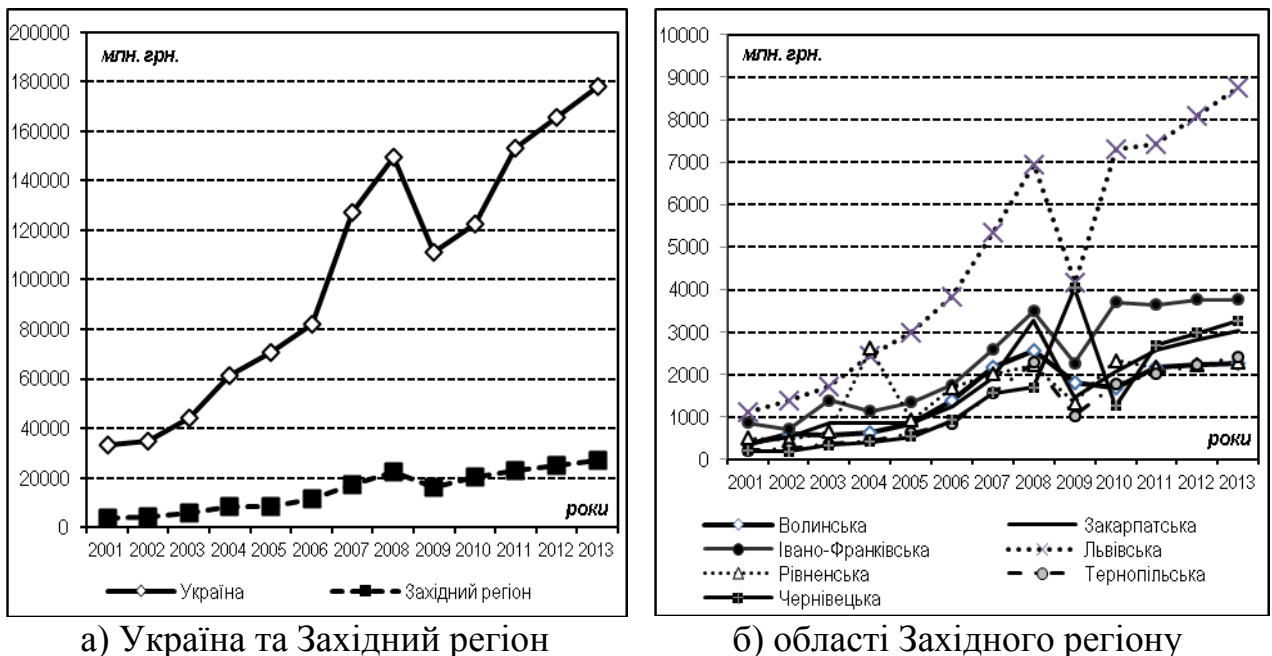 200000
180000
160000
140000
120000
100000
80000
60000
40000
20000
0
млн. грн.
роки
2001 2002 2003 2004 2005 2006 2007 2008 2009 2010 2011 2012 2013
Україна
Західний регіон
а) Україна та Західний регіон
10000
9000
8000
7000
6000
5000
4000
3000
2000
1000
0
млн. грн.
роки
2001 2002 2003 2004 2005 2006 2007 2008 2009 2010 2011 2012 2013
Волинська
Закарпатська
Івано-Франківська
Львівська
Рівненська
Тернопільська
Чернівецька
б) області Західного регіону